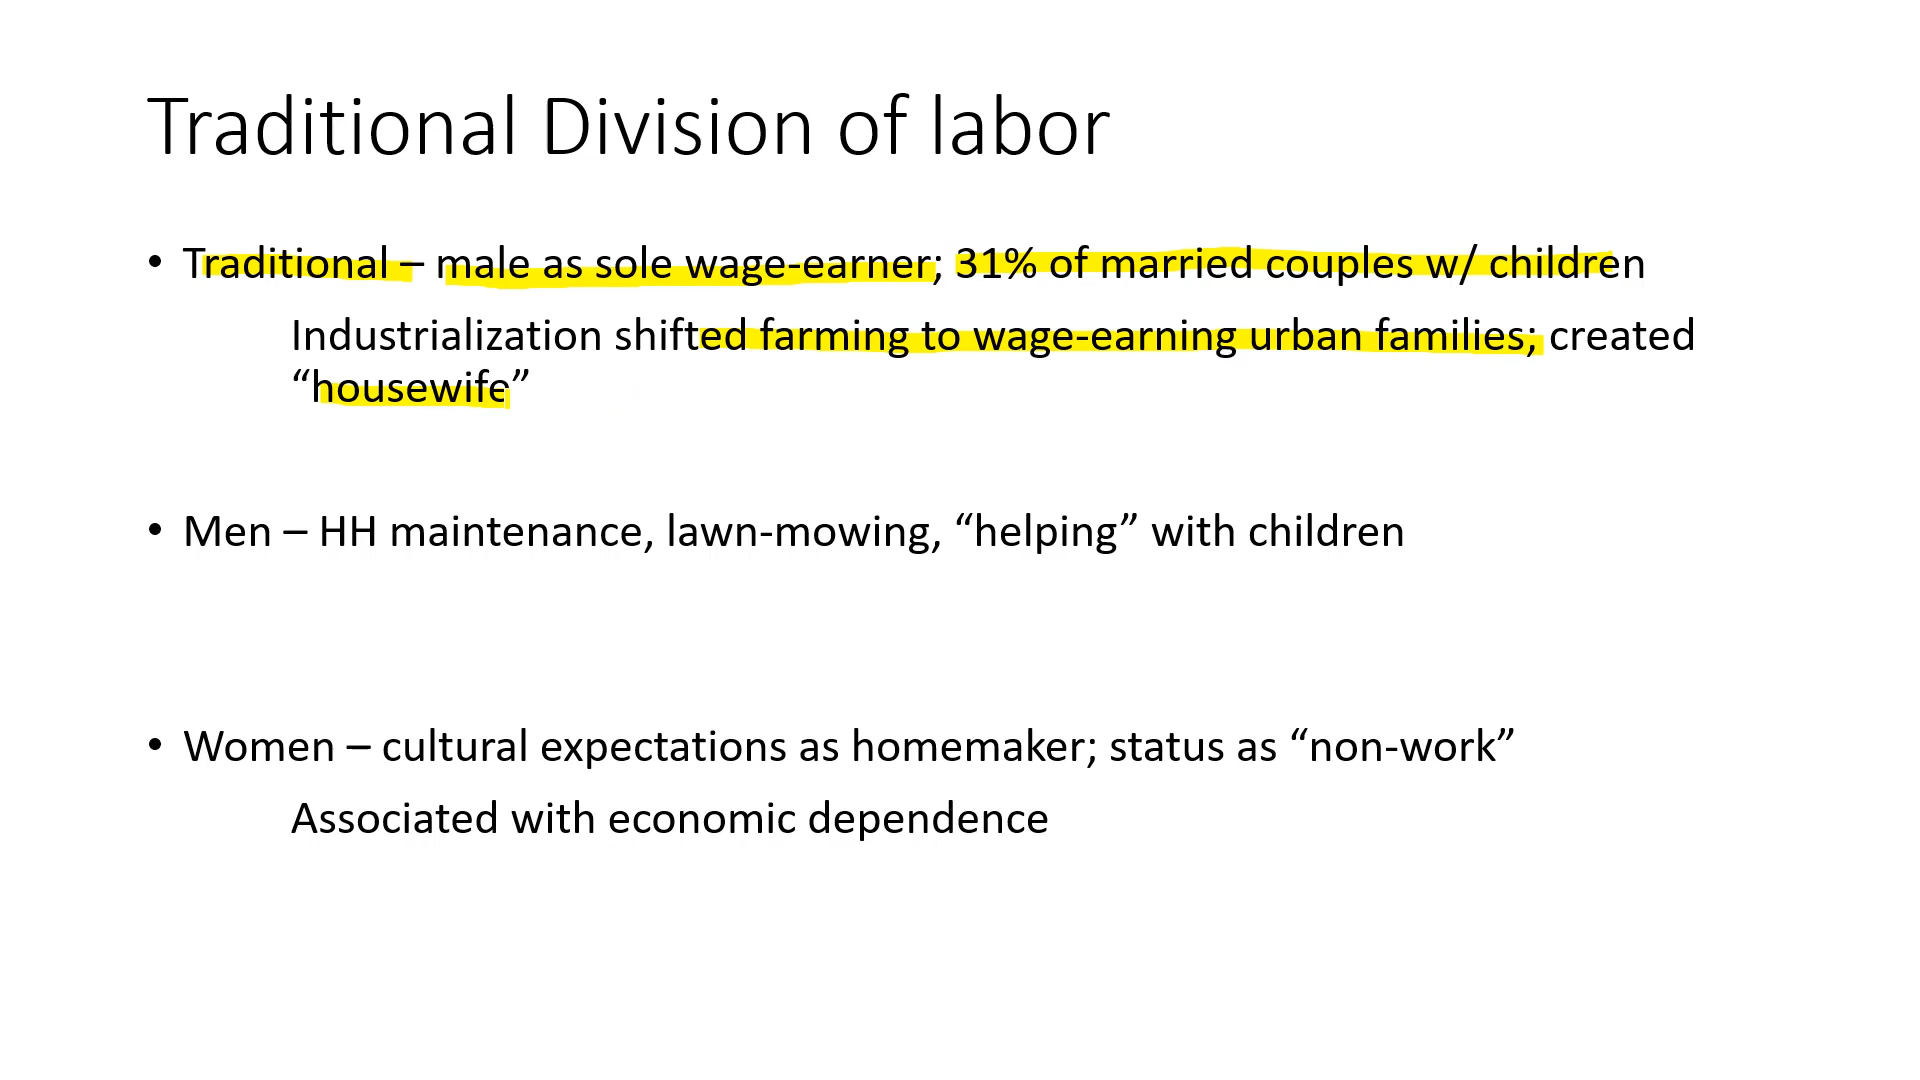 Traditional Division of labor
• Traditional – male as sole wage-earner; 31% of married couples w/ children
Industrialization shifted farming to wage-earning urban families; created
“housewife”
• Men – HH maintenance, lawn-mowing, “helping” with children
• Women – cultural expectations as homemaker; status as “non-work”
Associated with economic dependence